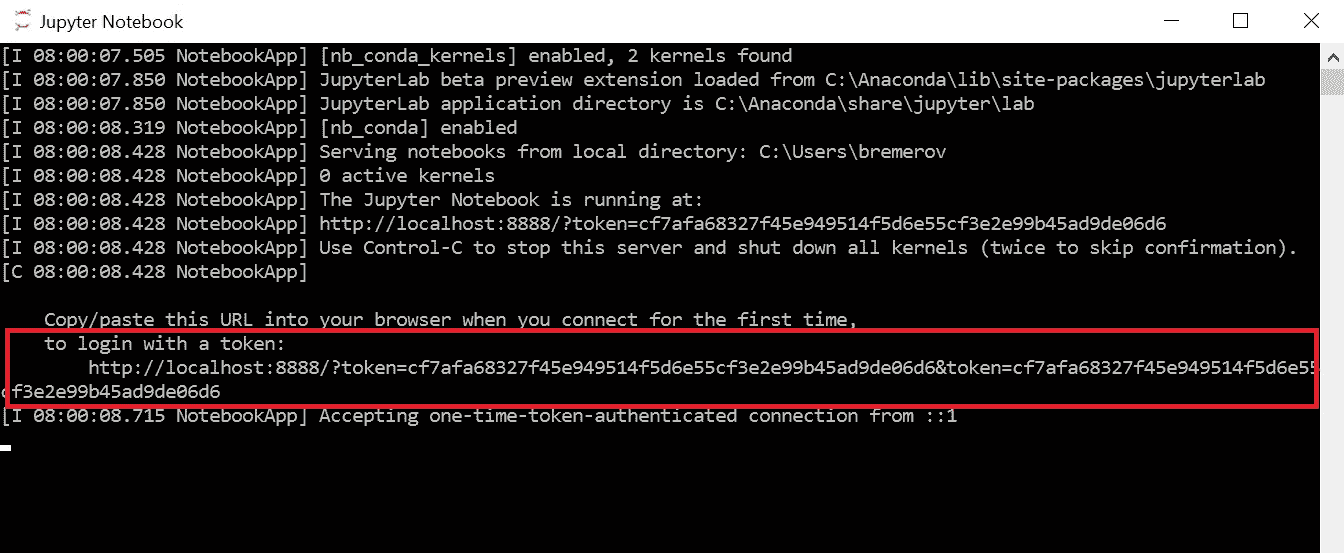 Jupyter Notebook
[I 08:00:07.505 NotebookApp] [nb_conda_kernels] enabled, 2 kernels found
[I 08:00:07.850 NotebookApp] JupyterLab beta preview extension loaded from C:\Anaconda\lib\site-packages\jupyterlab
[I 08:00:07.850 NotebookApp] JupyterLab application directory is C:\Anaconda\share\jupyter\lab
[I 08:00:08.319 NotebookApp] [nb_conda] enabled
[I 08:00:08.428 NotebookApp] Serving notebooks from local directory: C:\Users\bremerov
[I 08:00:08.428 NotebookApp] 0 active kernels
[I 08:00:08.428 NotebookApp] The Jupyter Notebook is running at:
[I 08:00:08.428 NotebookApp] http://localhost:8888/?token=cf7afa68327f45e949514f5d6e55cf3e2e99b45ad9de06d6
[I 08:00:08.428 NotebookApp] Use Control-C to stop this server and shut down all kernels (twice to skip confirmation).
[C 08:00:08.428 NotebookApp]
Copy/paste this URL into your browser when you connect for the first time,
to login with a token:
http://localhost:8888/?token=cf7afa68327f45e949514f5d6e55cf3e2e99b45ad9de06d6&token=cf7afa68327f45e949514f5d6e55
cf3e2e99b45ad9de06d6
[I 08:00:08.715 NotebookApp] Accepting one-time-token-authenticated connection from ::1